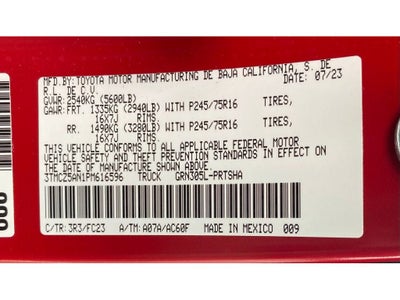 MFD.BY:TOYOTA MOTOR MANUFACTURING DE BAJA CALIFORNIA, S. DE
R.L. DE C.V. DATE: 07/23
GVWR: 2540KG (5600LB)
GAWR: FRT. 1335KG (2940LB) WITH P245/75R16 TIRES,
16X7J RIMS
RR. 1490KG (3280LB) WITH P245/75R16 TIRES,
16X7J RIMS
THIS VEHICLE CONFORMS TO ALL APPLICABLE FEDERAL MOTOR
VEHICLE SAFETY AND THEFT PREVENTION STANDARDS IN EFFECT ON
THE DATE OF MANUFACTURE SHOWN ABOVE.
3TMCZ5AN1PM616596 TRUCK GRN305L-PRTSHA
C/TR: 3R3/FC23 A/TM: A07A/AC60F MADE IN MEXICO 009